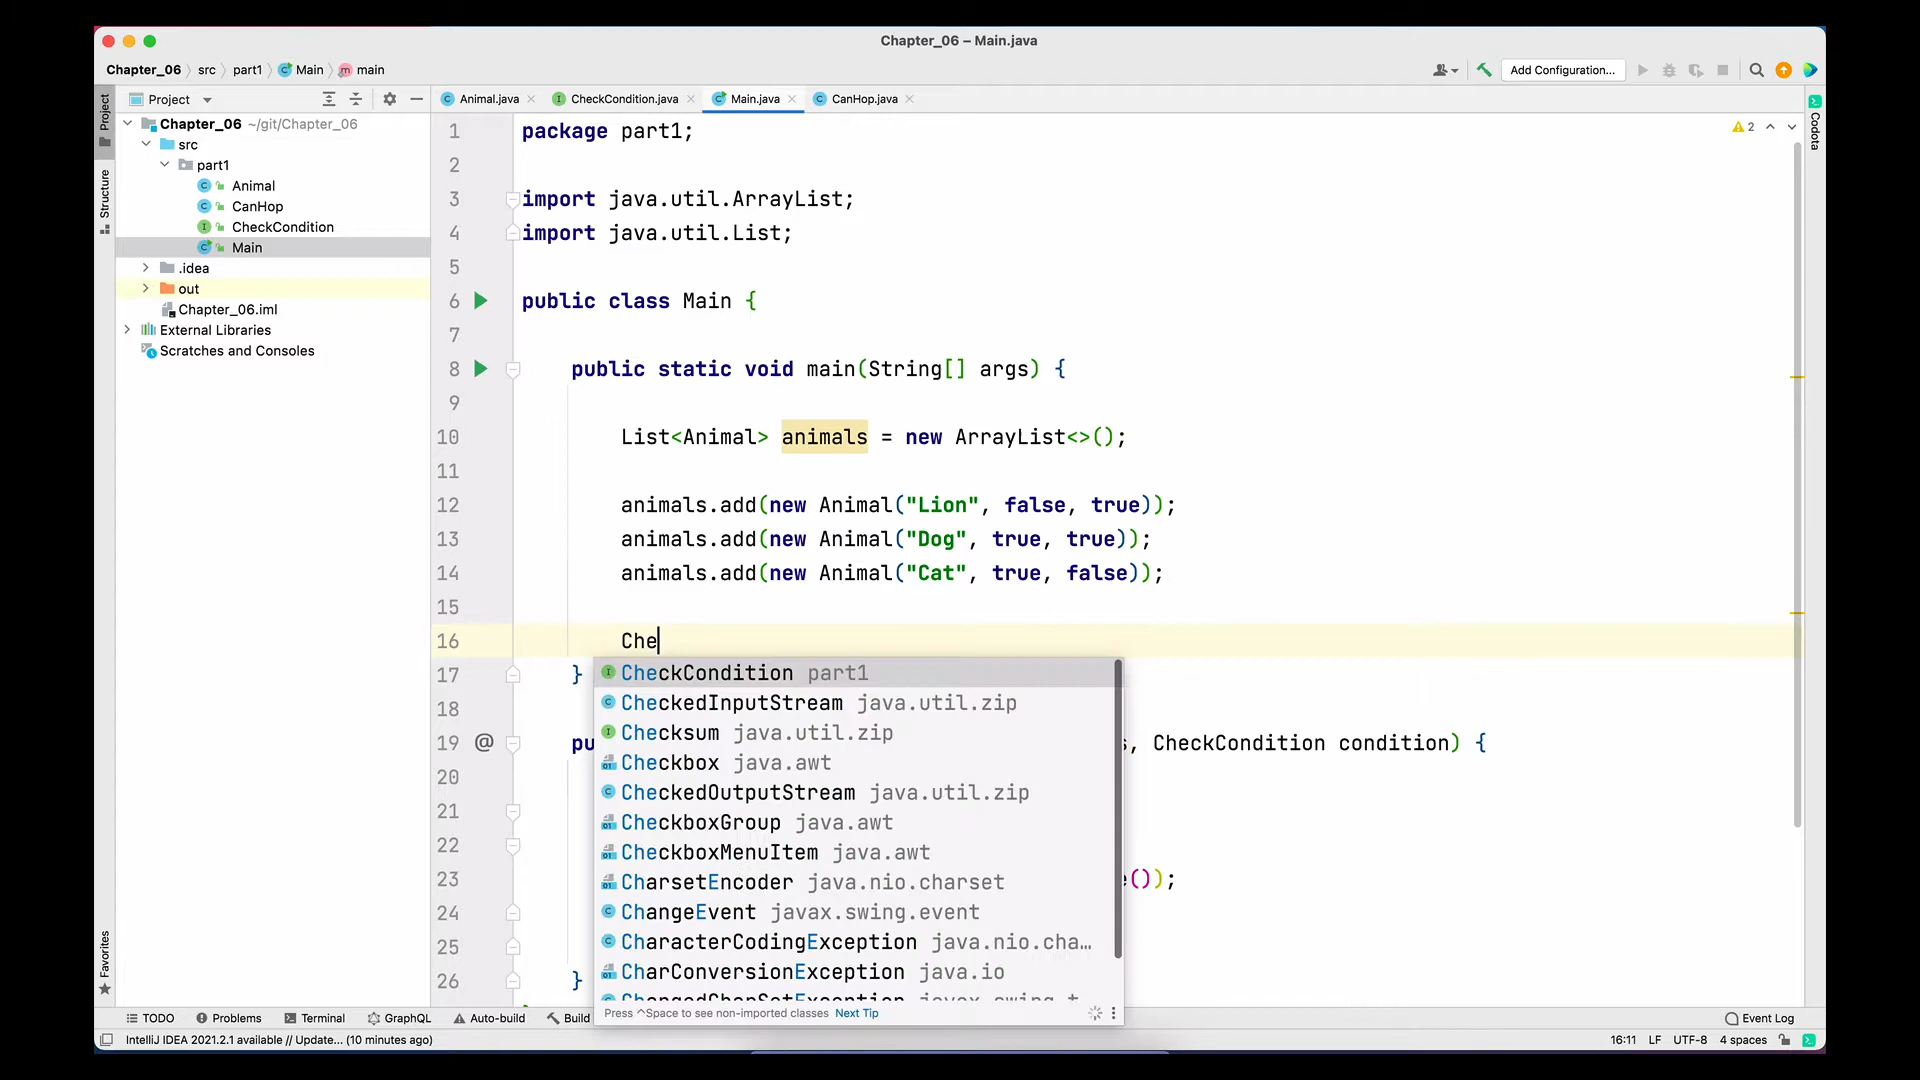 Chapter_06 – Main.java
Chapter_06 src part1 Main main
Add Configuration...
Project
Animal.java CheckCondition.java Main.java CanHop.java
Project
Structure
Favorites
Codota
Chapter_06 ~/git/Chapter_06
src
part1
Animal
CanHop
CheckCondition
Main
.idea
out
Chapter_06.iml
External Libraries
Scratches and Consoles
2
1 package part1;
2
3 import java.util.ArrayList;
4 import java.util.List;
5
6 public class Main {
7
8 public static void main(String[] args) {
9
10 List<Animal> animals = new ArrayList<>();
11
12 animals.add(new Animal("Lion", false, true));
13 animals.add(new Animal("Dog", true, true));
14 animals.add(new Animal("Cat", true, false));
15
16 Che
17 }
18
19 @ pu , CheckCondition condition) {
20
21
22
23 ());
24
25
26 }
CheckCondition part1
CheckedInputStream java.util.zip
Checksum java.util.zip
Checkbox java.awt
CheckedOutputStream java.util.zip
CheckboxGroup java.awt
CheckboxMenuItem java.awt
CharsetEncoder java.nio.charset
ChangeEvent javax.swing.event
CharacterCodingException java.nio.cha...
CharConversionException java.io
Press ^Space to see non-imported classes Next Tip
TODO Problems Terminal GraphQL Auto-build Build Event Log
IntelliJ IDEA 2021.2.1 available // Update... (10 minutes ago) 16:11 LF UTF-8 4 spaces